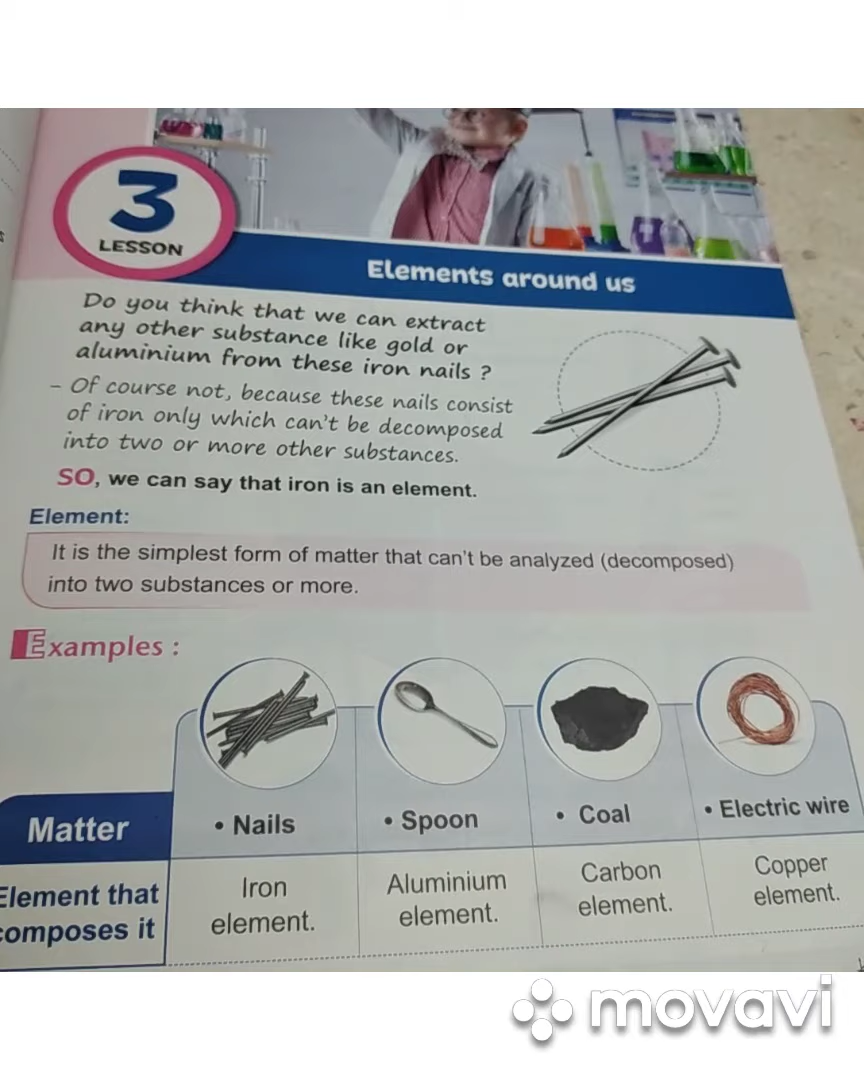 3
LESSON
Elements around us
Do you think that we can extract
any other substance like gold or
aluminium from these iron nails ?
– Of course not, because these nails consist
of iron only which can't be decomposed
into two or more other substances.
SO, we can say that iron is an element.
Element:
It is the simplest form of matter that can't be analyzed (decomposed)
into two substances or more.
Examples :
Matter
• Nails
• Spoon
• Coal
• Electric wire
Element that
composes it
Iron
element.
Aluminium
element.
Carbon
element.
Copper
element.
movavi